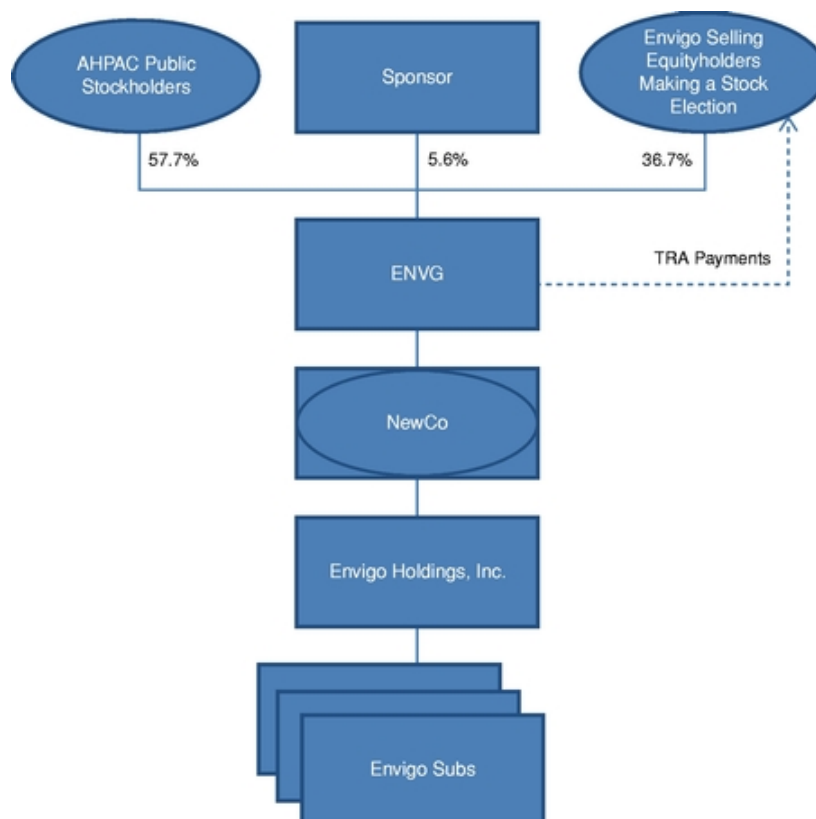 AHPAC Public
Stockholders
Sponsor
Envigo Selling
Equityholders
Making a Stock
Election
57.7%
5.6%
36.7%
ENVG
TRA Payments
NewCo
Envigo Holdings, Inc.
Envigo Subs